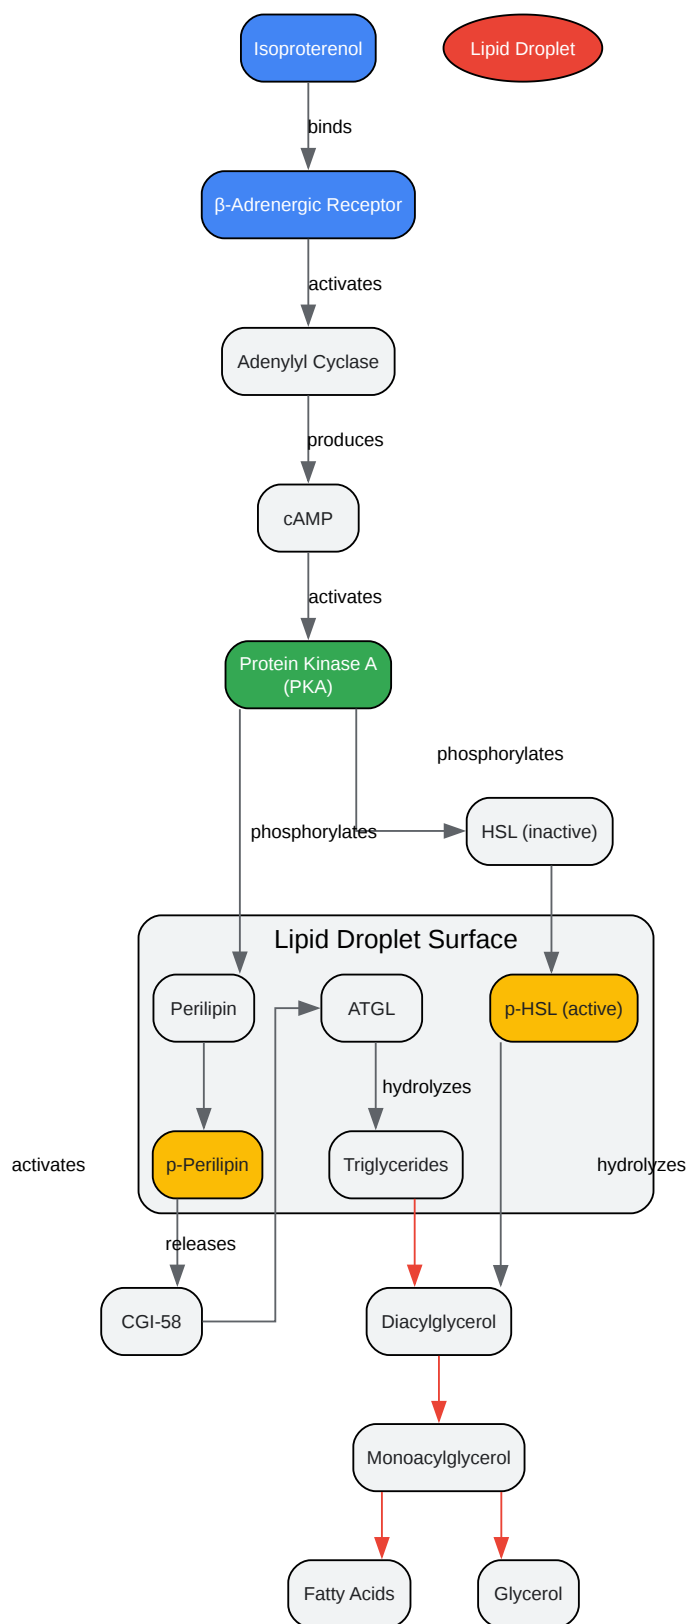 Isoproterenol
Lipid Droplet
binds
β-Adrenergic Receptor
activates
Adenylyl Cyclase
produces
cAMP
activates
Protein Kinase A
(PKA)
phosphorylates
phosphorylates
HSL (inactive)
Lipid Droplet Surface
Perilipin
ATGL
p-HSL (active)
hydrolyzes
activates
p-Perilipin
Triglycerides
hydrolyzes
releases
CGI-58
Diacylglycerol
Monoacylglycerol
Fatty Acids
Glycerol